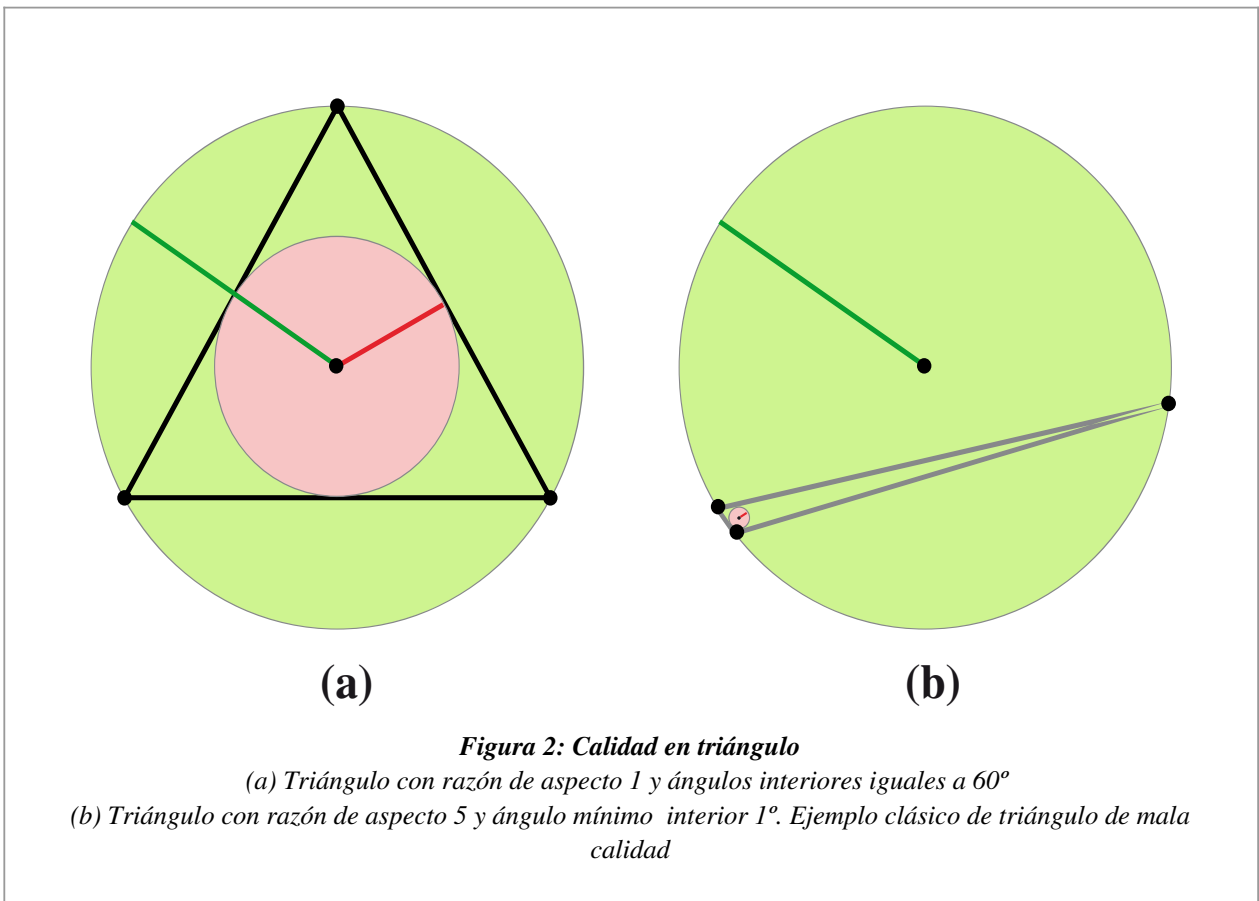 (a) (b)
Figura 2: Calidad en triángulo
(a) Triángulo con razón de aspecto 1 y ángulos interiores iguales a 60º
(b) Triángulo con razón de aspecto 5 y ángulo mínimo interior 1º. Ejemplo clásico de triángulo de mala
calidad